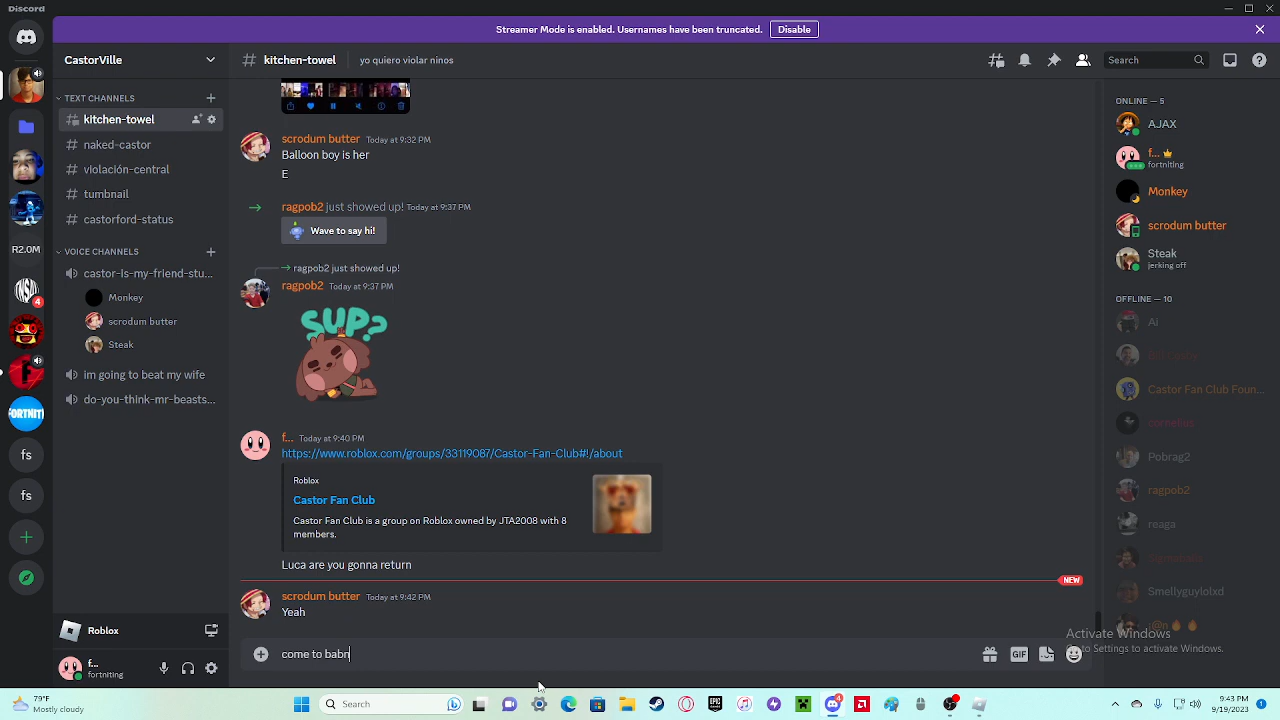 Discord
Streamer Mode is enabled. Usernames have been truncated.
Disable
CastorVille
kitchen-towel
yo quiero violar ninos
Search
TEXT CHANNELS
kitchen-towel
naked-castor
violación-central
tumbnail
castorford-status
VOICE CHANNELS
castor-is-my-friend-stu...
Monkey
scrodum butter
Steak
im going to beat my wife
do-you-think-mr-beasts...
R2.0M
4
FORTNIT
fs
fs
Roblox
f...
fortniting
scrodum butter Today at 9:32 PM
Balloon boy is her
E
ragpob2 just showed up! Today at 9:37 PM
Wave to say hi!
ragpob2 just showed up!
ragpob2 Today at 9:37 PM
SUP?
f... Today at 9:40 PM
https://www.roblox.com/groups/33119087/Castor-Fan-Club#!/about
Roblox
Castor Fan Club
Castor Fan Club is a group on Roblox owned by JTA2008 with 8
members.
Luca are you gonna return
NEW
scrodum butter Today at 9:42 PM
Yeah
come to babr
GIF
ONLINE — 5
AJAX
f...
fortniting
Monkey
scrodum butter
Steak
jerking off
OFFLINE — 10
Ai
Castor Fan Club Foun...
cornelius
Pobrag2
ragpob2
reaga
Smellyguylolxd
Activate Windows
to Settings to activate Windows.
79°F
Mostly cloudy
Search
EPIC GAMES
4
9:43 PM
9/19/2023